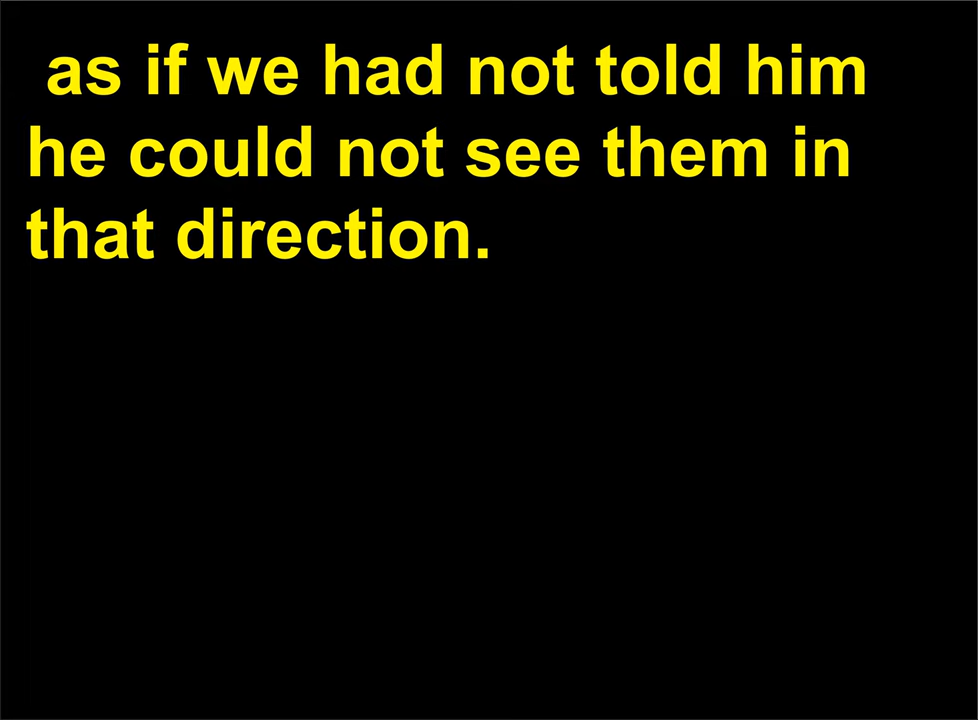 as if we had not told him
he could not see them in
that direction.